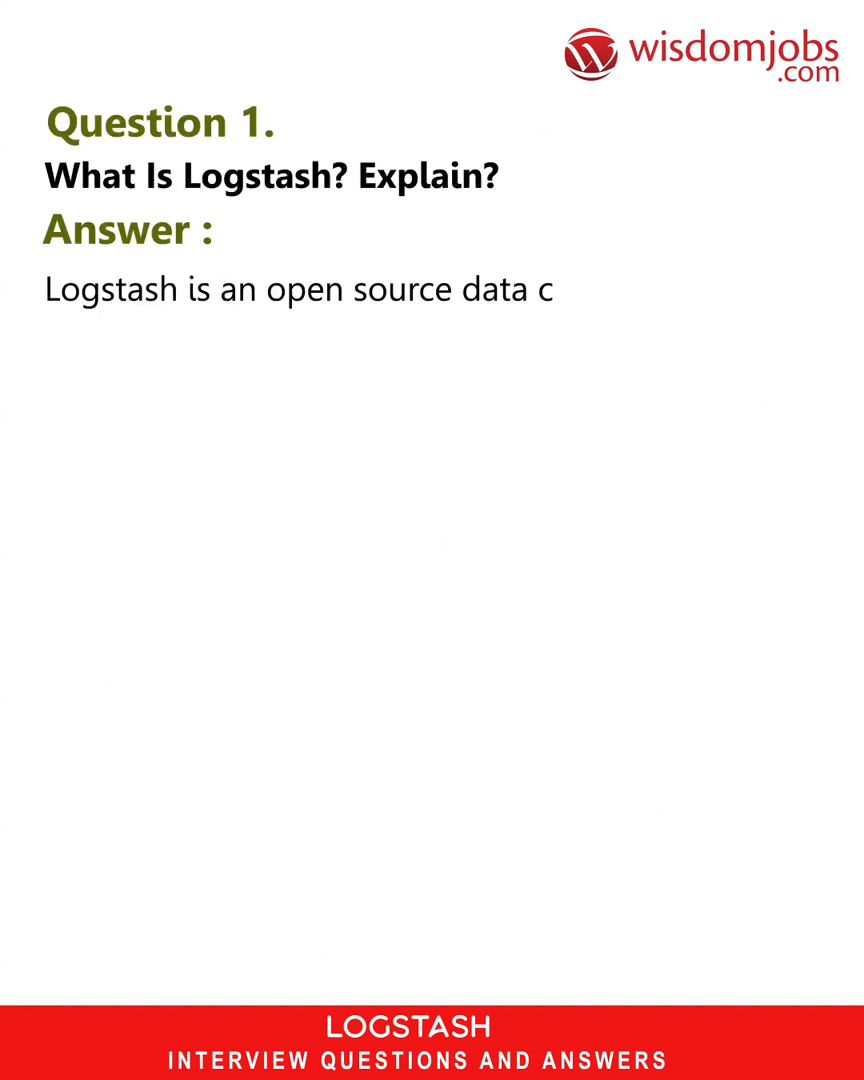 wisdomjobs
.com
Question 1.
What Is Logstash? Explain?
Answer :
Logstash is an open source data c
LOGSTASH
INTERVIEW QUESTIONS AND ANSWERS